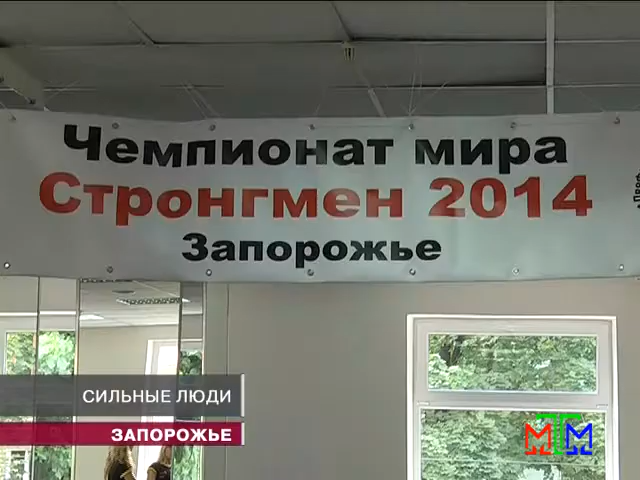 Чемпионат мира
Стронгмен 2014
Запорожье
СИЛЬНЫЕ ЛЮДИ
ЗАПОРОЖЬЕ
МТМ